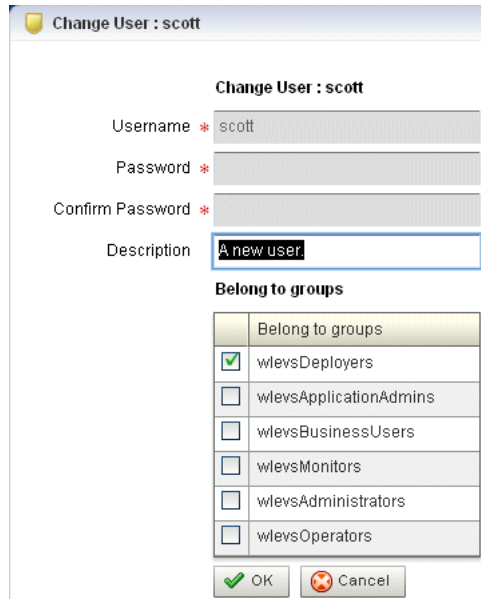 Change User : scott
Change User : scott
Username * scott
Password *
Confirm Password *
Description A new user.
Belong to groups
Belong to groups
wlevsDeployers
wlevsApplicationAdmins
wlevsBusinessUsers
wlevsMonitors
wlevsAdministrators
wlevsOperators
OK Cancel